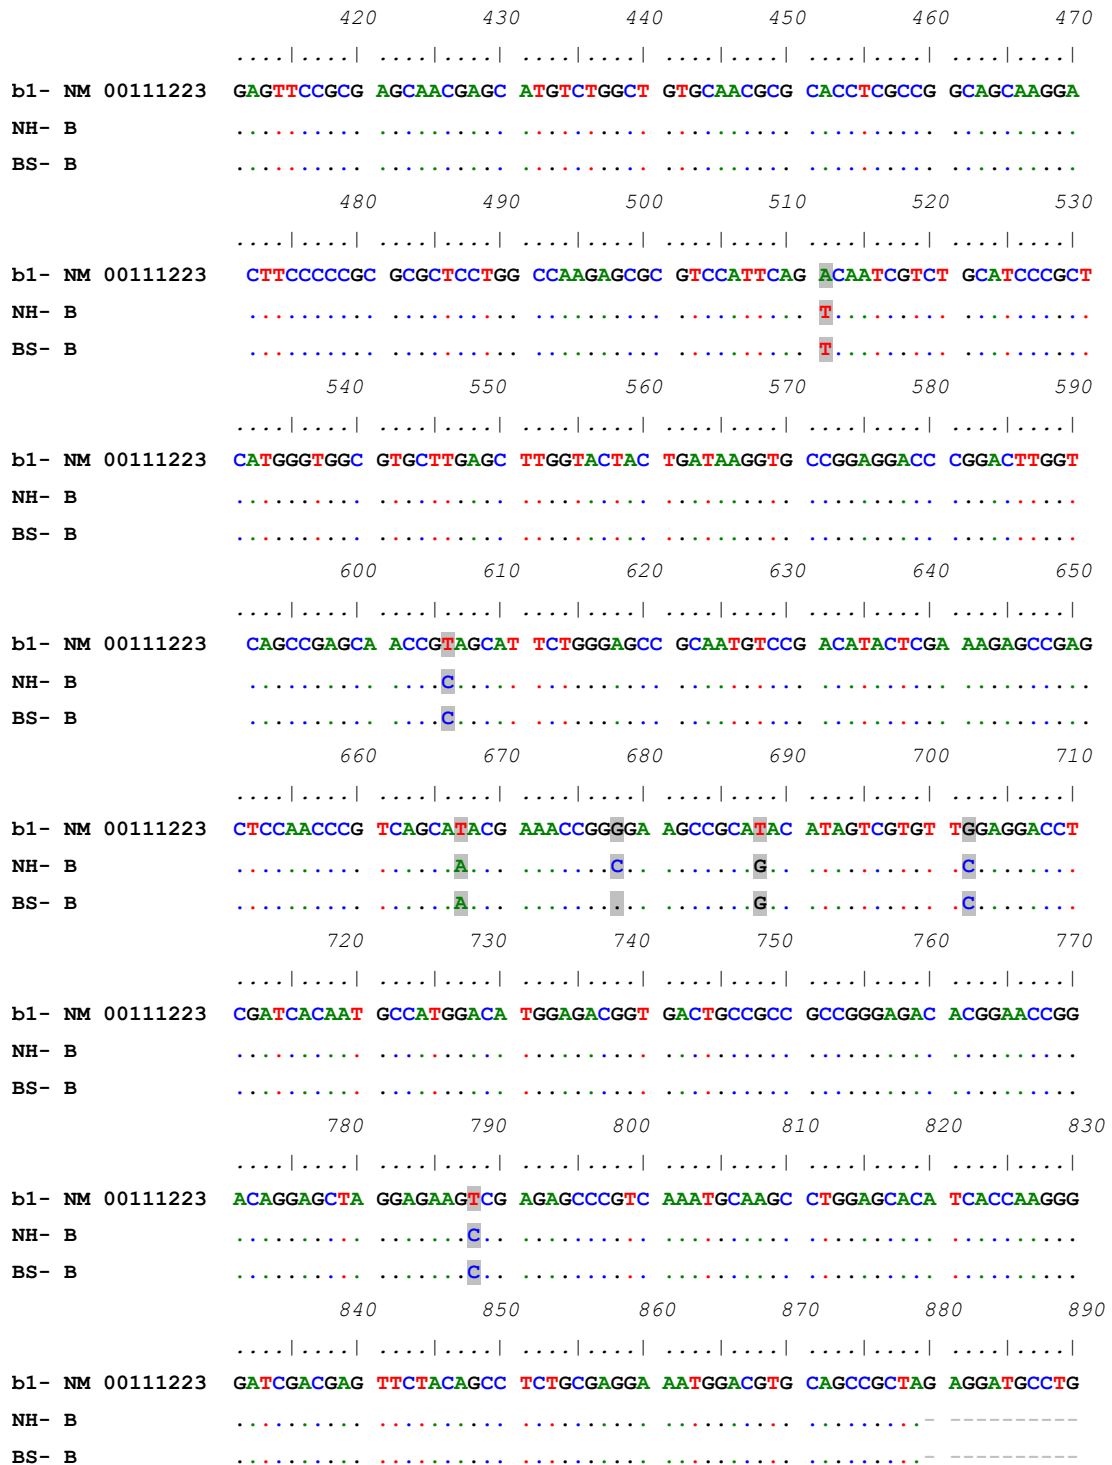 420 430 440 450 460 470
....|....| ....|....| ....|....| ....|....| ....|....| ....|....|
b1- NM 00111223 GAGTTCCGCG AGCAACGAGC ATGTCTGGCT GTGCAACGCG CACCTCGCCG GCAGCAAGGA
NH- B .......... .......... .......... .......... .......... ..........
BS- B .......... .......... .......... .......... .......... ..........
480 490 500 510 520 530
....|....| ....|....| ....|....| ....|....| ....|....| ....|....|
b1- NM 00111223 CTTCCCCCGC GCGCTCCTGG CCAAGAGCGC GTCCATTCAG ACAATCGTCT GCATCCCGCT
NH- B .......... .......... .......... .......... T......... ..........
BS- B .......... .......... .......... .......... T......... ..........
540 550 560 570 580 590
....|....| ....|....| ....|....| ....|....| ....|....| ....|....|
b1- NM 00111223 CATGGGTGGC GTGCTTGAGC TTGGTACTAC TGATAAGGTG CCGGAGGACC CGGACTTGGT
NH- B .......... .......... .......... .......... .......... ..........
BS- B .......... .......... .......... .......... .......... ..........
600 610 620 630 640 650
....|....| ....|....| ....|....| ....|....| ....|....| ....|....|
b1- NM 00111223 CAGCCGAGCA ACCGTAGCAT TCTGGGAGCC GCAATGTCCG ACATACTCGA AAGAGCCGAG
NH- B .......... ....C..... .......... .......... .......... ..........
BS- B .......... ....C..... .......... .......... .......... ..........
660 670 680 690 700 710
....|....| ....|....| ....|....| ....|....| ....|....| ....|....|
b1- NM 00111223 CTCCAACCCG TCAGCATACG AAACCGGGGA AGCCGCATAC ATAGTCGTGT TGGAGGACCT
NH- B .......... ......A... .......C.. .......G.. .......... .C........
BS- B .......... ......A... .......... .......G.. .......... .C........
720 730 740 750 760 770
....|....| ....|....| ....|....| ....|....| ....|....| ....|....|
b1- NM 00111223 CGATCACAAT GCCATGGACA TGGAGACGGT GACTGCCGCC GCCGGGAGAC ACGGAACCGG
NH- B .......... .......... .......... .......... .......... ..........
BS- B .......... .......... .......... .......... .......... ..........
780 790 800 810 820 830
....|....| ....|....| ....|....| ....|....| ....|....| ....|....|
b1- NM 00111223 ACAGGAGCTA GGAGAAGTCG AGAGCCCGTC AAATGCAAGC CTGGAGCACA TCACCAAGGG
NH- B .......... .......C.. .......... .......... .......... ..........
BS- B .......... .......C.. .......... .......... .......... ..........
840 850 860 870 880 890
....|....| ....|....| ....|....| ....|....| ....|....| ....|....|
b1- NM 00111223 GATCGACGAG TTCTACAGCC TCTGCGAGGA AATGGACGTG CAGCCGCTAG AGGATGCCTG
NH- B .......... .......... .......... .......... .........- ----------
BS- B .......... .......... .......... .......... .........- ----------